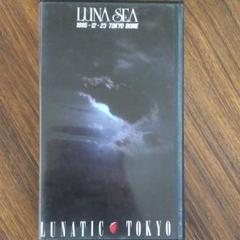 LUNA SEA
1995・12・23 TOKYO DOME
LUNATIC TOKYO